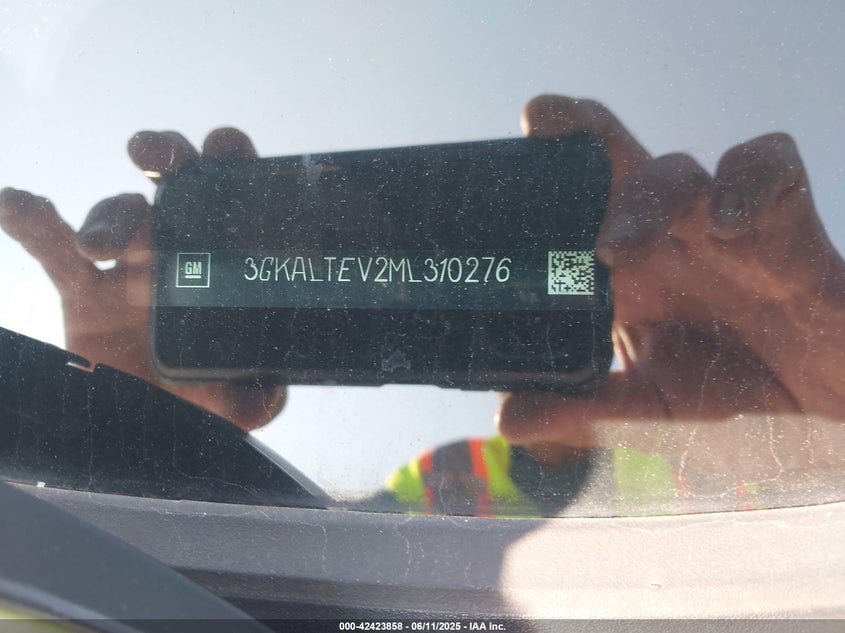 GM 3GKALTEV2ML310276
000-42423858 - 06/11/2025 - IAA Inc.